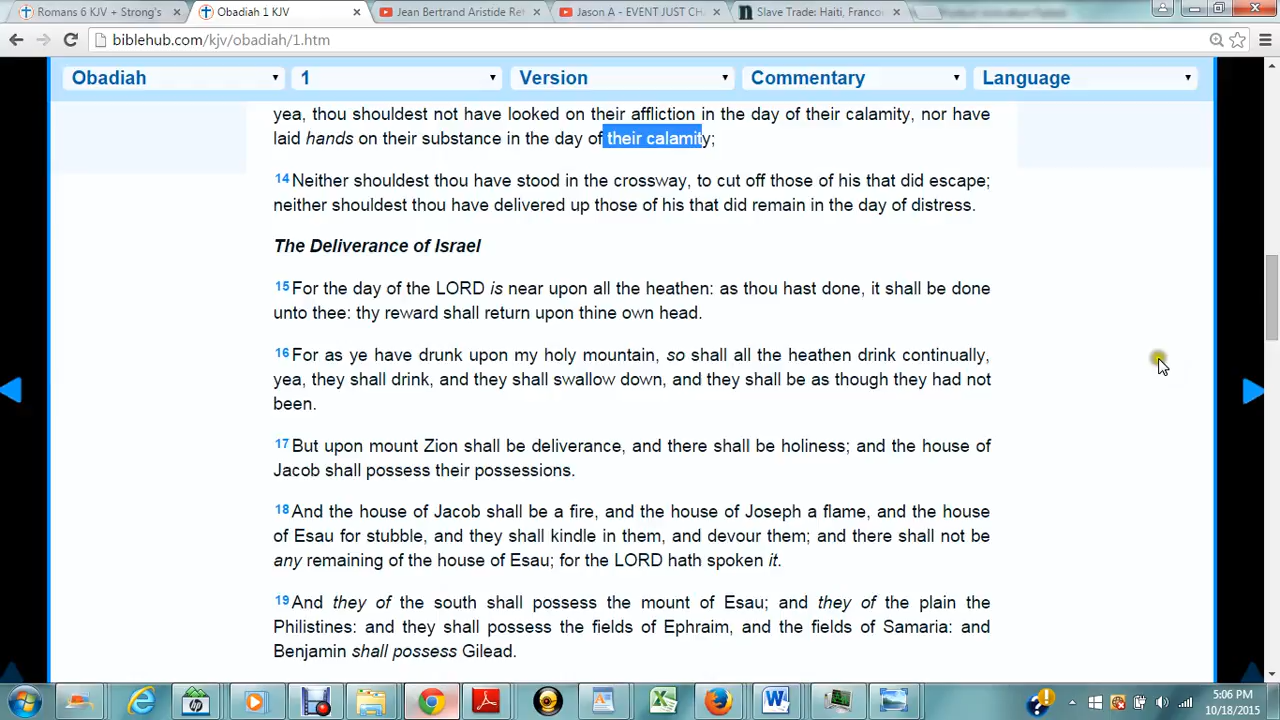 Romans 6 KJV + Strong's
Obadiah 1 KJV
Jean Bertrand Aristide Re
Jason A - EVENT JUST CH
Slave Trade: Haiti, Franco
biblehub.com/kjv/obadiah/1.htm
Obadiah 1 Version Commentary Language
yea, thou shouldest not have looked on their affliction in the day of their calamity, nor have
laid hands on their substance in the day of their calamity;
14 Neither shouldest thou have stood in the crossway, to cut off those of his that did escape;
neither shouldest thou have delivered up those of his that did remain in the day of distress.
The Deliverance of Israel
15 For the day of the LORD is near upon all the heathen: as thou hast done, it shall be done
unto thee: thy reward shall return upon thine own head.
16 For as ye have drunk upon my holy mountain, so shall all the heathen drink continually,
yea, they shall drink, and they shall swallow down, and they shall be as though they had not
been.
17 But upon mount Zion shall be deliverance, and there shall be holiness; and the house of
Jacob shall possess their possessions.
18 And the house of Jacob shall be a fire, and the house of Joseph a flame, and the house
of Esau for stubble, and they shall kindle in them, and devour them; and there shall not be
any remaining of the house of Esau; for the LORD hath spoken it.
19 And they of the south shall possess the mount of Esau; and they of the plain the
Philistines: and they shall possess the fields of Ephraim, and the fields of Samaria: and
Benjamin shall possess Gilead.
5:06 PM
10/18/2015